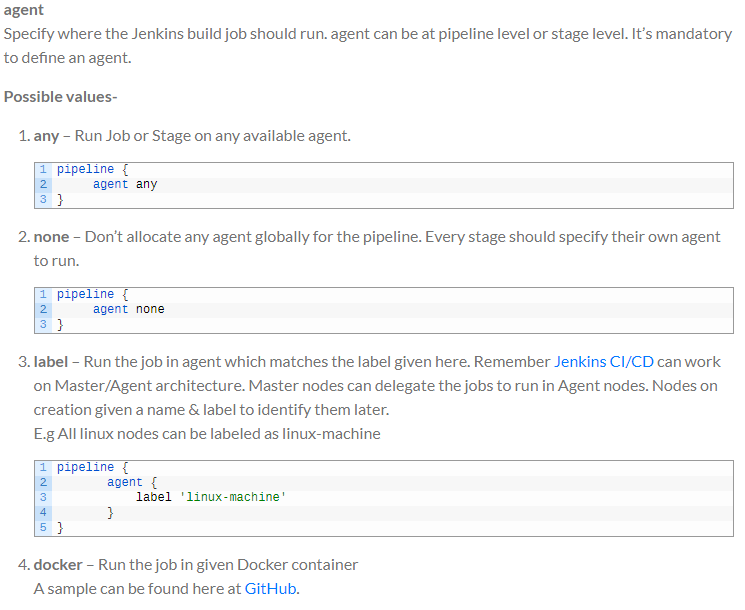 agent
Specify where the Jenkins build job should run. agent can be at pipeline level or stage level. It’s mandatory
to define an agent.
Possible values-
1. any – Run Job or Stage on any available agent.
1 pipeline {
2      agent any
3 }
2. none – Don’t allocate any agent globally for the pipeline. Every stage should specify their own agent
to run.
1 pipeline {
2      agent none
3 }
3. label – Run the job in agent which matches the label given here. Remember Jenkins CI/CD can work
on Master/Agent architecture. Master nodes can delegate the jobs to run in Agent nodes. Nodes on
creation given a name & label to identify them later.
E.g All linux nodes can be labeled as linux-machine
1 pipeline {
2        agent {
3            label 'linux-machine'
4        }
5 }
4. docker – Run the job in given Docker container
A sample can be found here at GitHub.